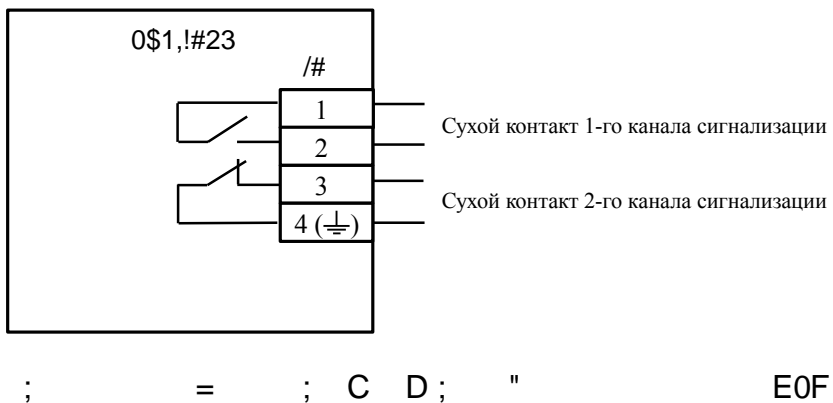 0$1,!#23
/#
1
Сухой контакт 1-го канала сигнализации
2
3
Сухой контакт 2-го канала сигнализации
4 (⏚)
; = ; C D ; " E0F